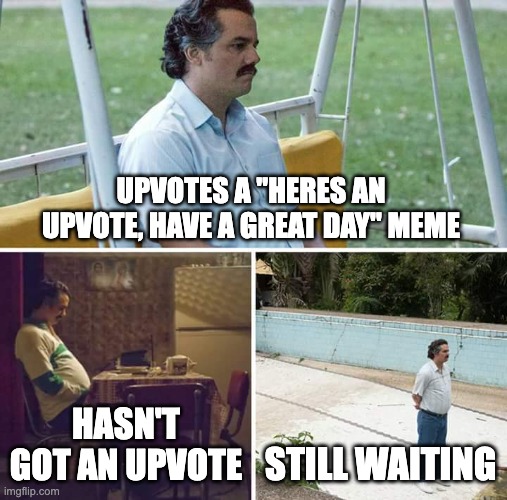 UPVOTES A "HERES AN
UPVOTE, HAVE A GREAT DAY" MEME
HASN'T
GOT AN UPVOTE
STILL WAITING
imgflip.com